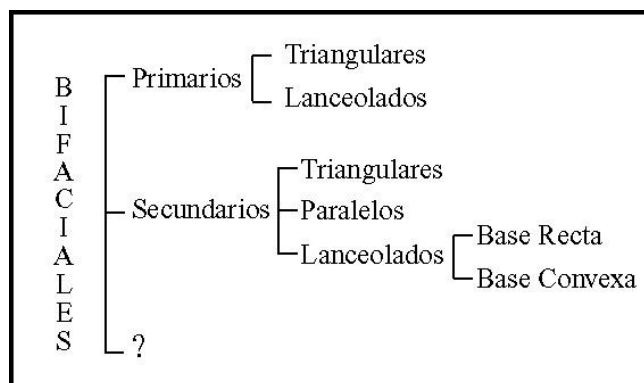 BIFACIALES
Primarios
Triangulares
Lanceolados
Secundarios
Triangulares
Paralelos
Lanceolados
Base Recta
Base Convexa
?